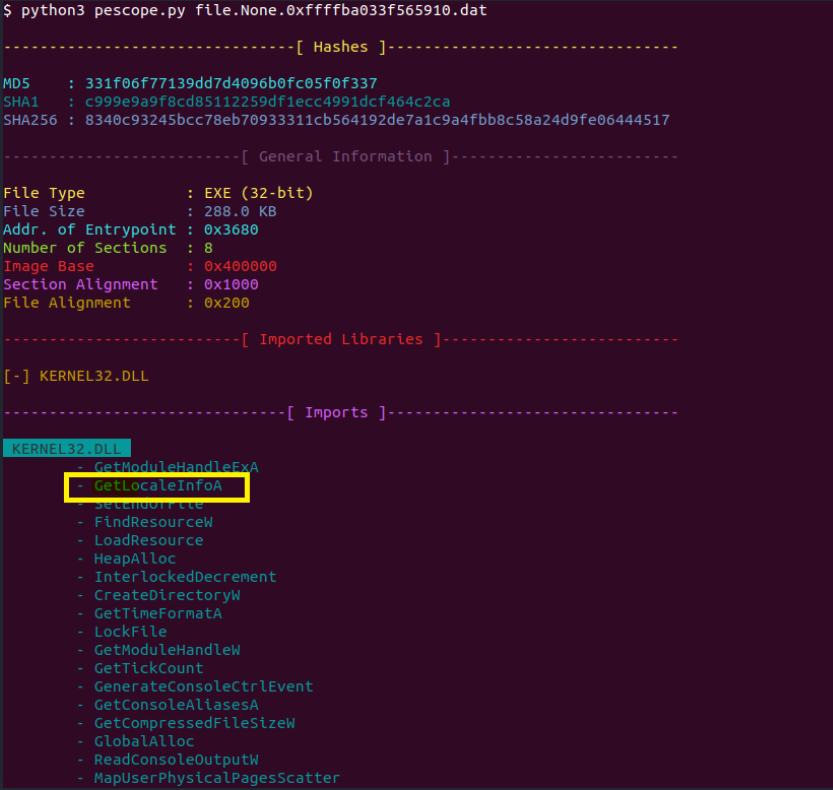 $ python3 pescope.py file.None.0xffffba033f565910.dat
--------------------------------[ Hashes ]--------------------------------
MD5    : 331f06f77139dd7d4096b0fc05f0f337
SHA1   : c999e9a9f8cd85112259df1ecc4991dcf464c2ca
SHA256 : 8340c93245bcc78eb70933311cb564192de7a1c9a4fbb8c58a24d9fe06444517
--------------------------[ General Information ]-------------------------
File Type           : EXE (32-bit)
File Size           : 288.0 KB
Addr. of Entrypoint : 0x3680
Number of Sections  : 8
Image Base          : 0x400000
Section Alignment   : 0x1000
File Alignment      : 0x200
--------------------------[ Imported Libraries ]--------------------------
[-] KERNEL32.DLL
-------------------------------[ Imports ]--------------------------------
KERNEL32.DLL
- GetModuleHandleExA
- GetLocaleInfoA
- SetEndOfFile
- FindResourceW
- LoadResource
- HeapAlloc
- InterlockedDecrement
- CreateDirectoryW
- GetTimeFormatA
- LockFile
- GetModuleHandleW
- GetTickCount
- GenerateConsoleCtrlEvent
- GetConsoleAliasesA
- GetCompressedFileSizeW
- GlobalAlloc
- ReadConsoleOutputW
- MapUserPhysicalPagesScatter